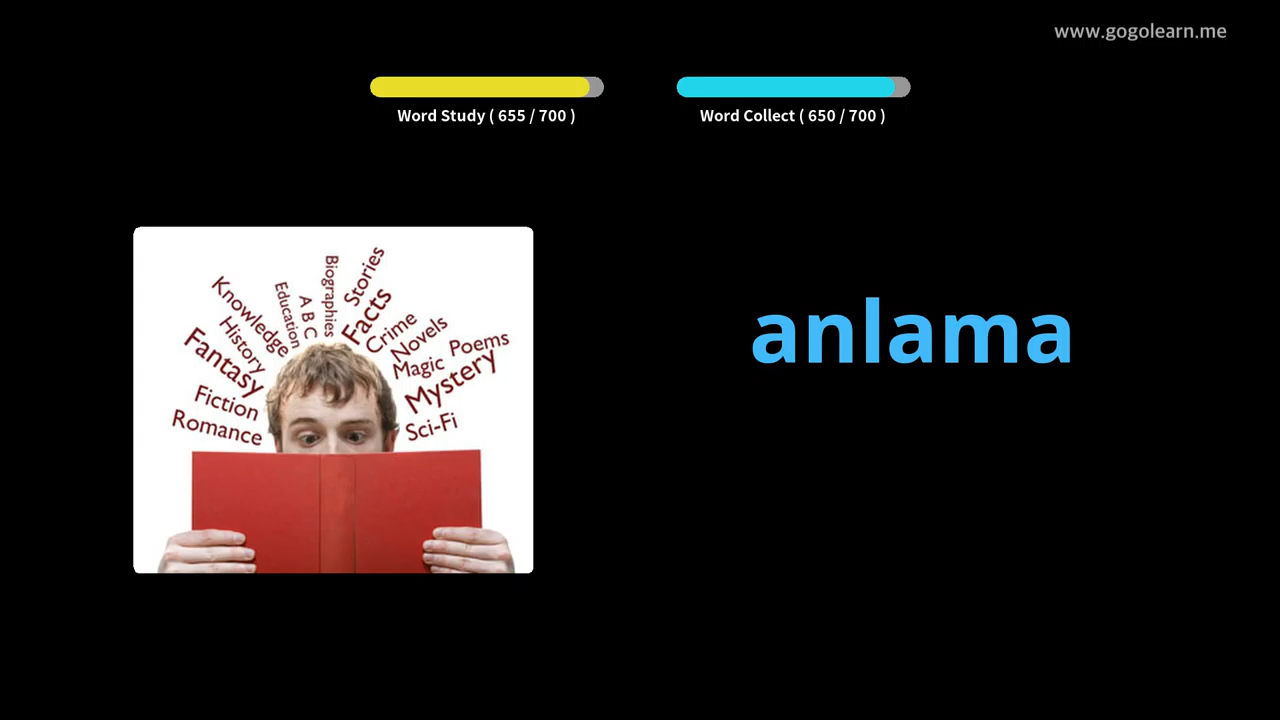 www.gogolearn.me
Word Study ( 655 / 700 )
Word Collect ( 650 / 700 )
anlama
Stories
Biographies
Facts
A B C
Education
Knowledge
Crime
History
Novels
Poems
Fantasy
Magic
Mystery
Fiction
Sci-Fi
Romance